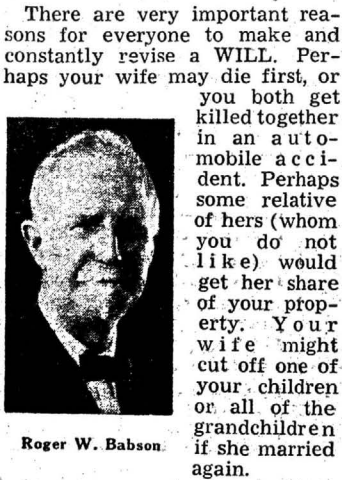 There are very important rea-
sons for everyone to make and
constantly revise a WILL. Per-
haps your wife may die first, or
you both get
killed together
in an auto-
mobile acci-
dent. Perhaps
some relative
of hers (whom
you do not
like) would
get her share
of your prop-
erty. Your
wife might
cut off one of
your children
or all of the
grandchildren
if she married
again.
Roger W. Babson